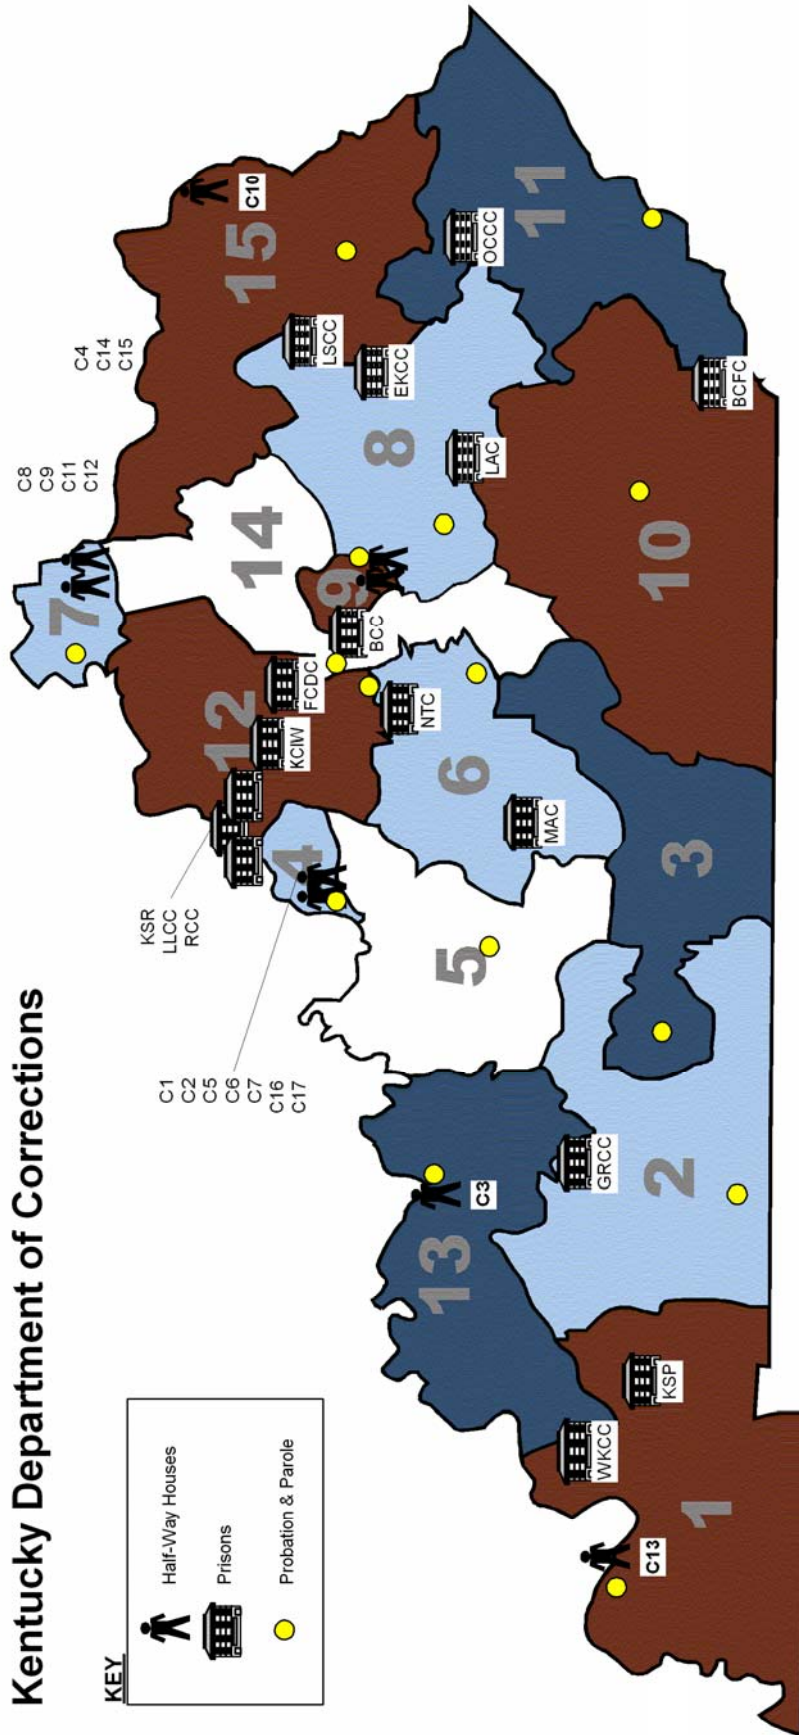 Kentucky Department of Corrections
KEY
Half-Way Houses
Prisons
Probation & Parole
C8
C9
C11
C12
C4
C14
C15
KSR
LLCC
RCC
C1
C2
C5
C6
C7
C16
C17
7
12
14
15
C10
4
9
FCDC
KCIW
BCC
LSCC
EKCC
8
LAC
11
OCCC
NTC
6
MAC
5
13
C3
GRCC
10
BCFC
3
2
WKCC
KSP
1
C13